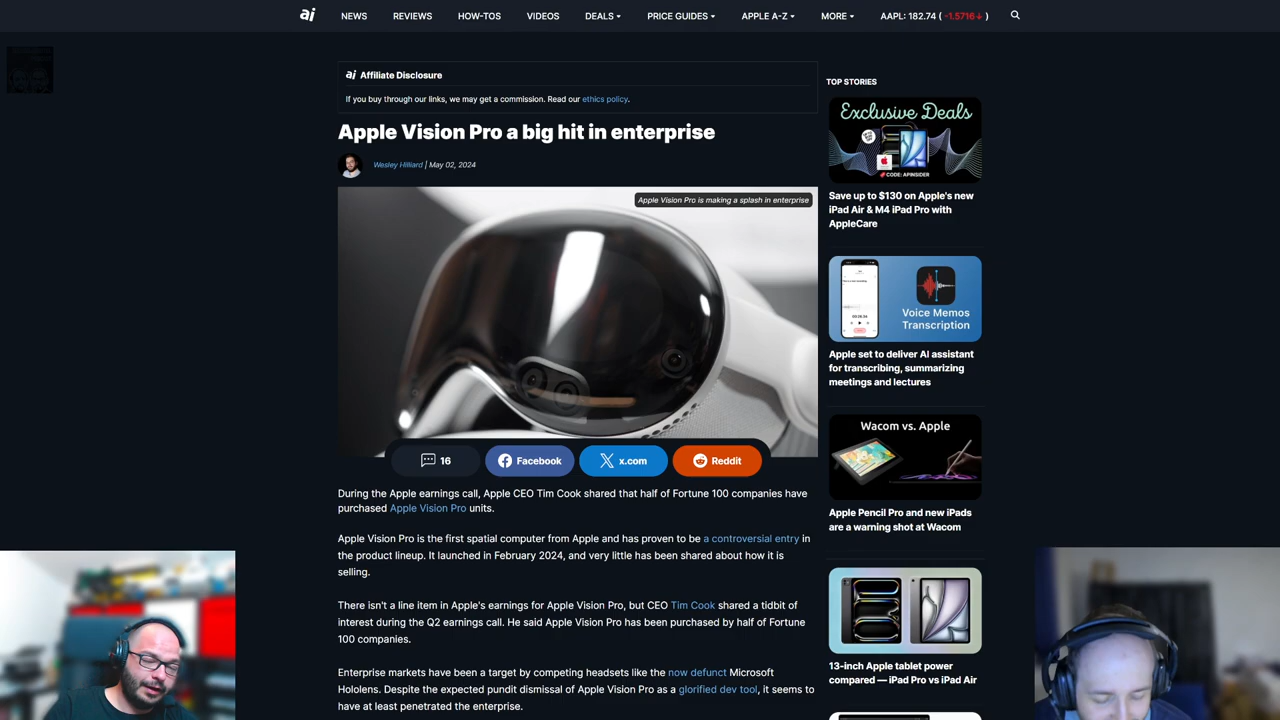 ai
NEWS
REVIEWS
HOW-TOS
VIDEOS
DEALS
PRICE GUIDES
APPLE A-Z
MORE
AAPL: 182.74 ( -1.5716↓ )
ai Affiliate Disclosure
If you buy through our links, we may get a commission. Read our ethics policy.
Apple Vision Pro a big hit in enterprise
Wesley Hilliard | May 02, 2024
Apple Vision Pro is making a splash in enterprise
16
Facebook
x.com
Reddit
During the Apple earnings call, Apple CEO Tim Cook shared that half of Fortune 100 companies have
purchased Apple Vision Pro units.
Apple Vision Pro is the first spatial computer from Apple and has proven to be a controversial entry in
the product lineup. It launched in February 2024, and very little has been shared about how it is
selling.
There isn't a line item in Apple's earnings for Apple Vision Pro, but CEO Tim Cook shared a tidbit of
interest during the Q2 earnings call. He said Apple Vision Pro has been purchased by half of Fortune
100 companies.
Enterprise markets have been a target by competing headsets like the now defunct Microsoft
Hololens. Despite the expected pundit dismissal of Apple Vision Pro as a glorified dev tool, it seems to
have at least penetrated the enterprise.
TOP STORIES
Exclusive Deals
CODE: APINSIDER
Save up to $130 on Apple's new
iPad Air & M4 iPad Pro with
AppleCare
Voice Memos
Transcription
Apple set to deliver AI assistant
for transcribing, summarizing
meetings and lectures
Wacom vs. Apple
Apple Pencil Pro and new iPads
are a warning shot at Wacom
13-inch Apple tablet power
compared — iPad Pro vs iPad Air